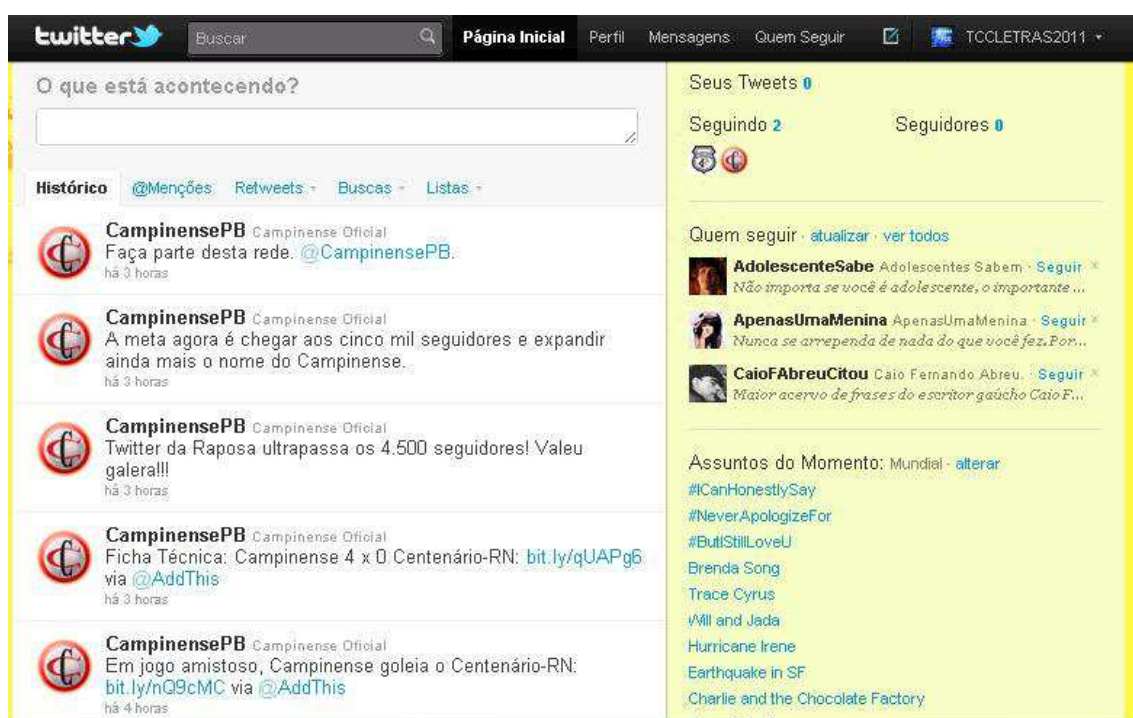 twitter Buscar Página Inicial Perfil Mensagens Quem Seguir TCCLETRAS2011
O que está acontecendo?
Histórico @Menções Retweets Buscas Listas
CampinensePB Campinense Oficial
Faça parte desta rede. @CampinensePB.
há 3 horas
CampinensePB Campinense Oficial
A meta agora é chegar aos cinco mil seguidores e expandir
ainda mais o nome do Campinense.
há 3 horas
CampinensePB Campinense Oficial
Twitter da Raposa ultrapassa os 4.500 seguidores! Valeu
galera!!!
há 3 horas
CampinensePB Campinense Oficial
Ficha Técnica: Campinense 4 x 0 Centenário-RN: bit.ly/qUAPg6
via @AddThis
há 3 horas
CampinensePB Campinense Oficial
Em jogo amistoso, Campinense goleia o Centenário-RN:
bit.ly/nQ9cMC via @AddThis
há 4 horas
Seus Tweets 0
Seguindo 2 Seguidores 0
Quem seguir · atualizar · ver todos
AdolescenteSabe Adolescentes Sabem · Seguir ×
Não importa se você é adolescente, o importante ...
ApenasUmaMenina ApenasUmaMenina · Seguir ×
Nunca se arrependa de nada do que você fez.Por...
CaioFAbreuCitou Caio Fernando Abreu. · Seguir ×
Maior acervo de frases do escritor gaúcho Caio F...
Assuntos do Momento: Mundial · alterar
#ICanHonestlySay
#NeverApologizeFor
#ButIStillLoveU
Brenda Song
Trace Cyrus
Will and Jada
Hurricane Irene
Earthquake in SF
Charlie and the Chocolate Factory